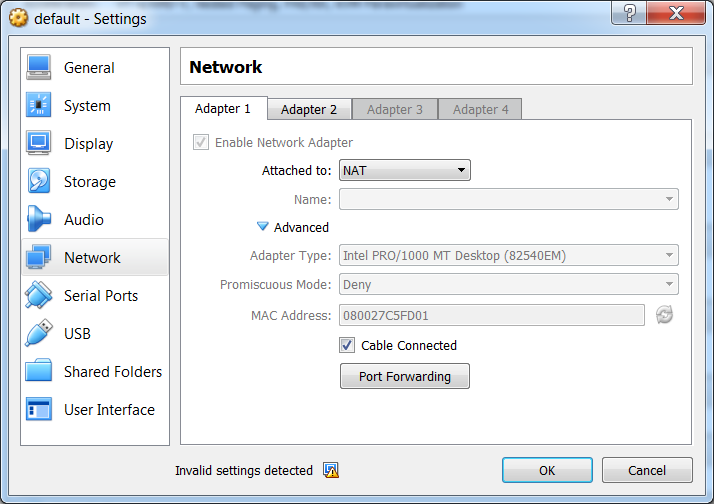 default - Settings
General
System
Display
Storage
Audio
Network
Serial Ports
USB
Shared Folders
User Interface
Network
Adapter 1
Adapter 2
Adapter 3
Adapter 4
Enable Network Adapter
Attached to: NAT
Name:
Advanced
Adapter Type: Intel PRO/1000 MT Desktop (82540EM)
Promiscuous Mode: Deny
MAC Address: 080027C5FD01
Cable Connected
Port Forwarding
Invalid settings detected
OK
Cancel